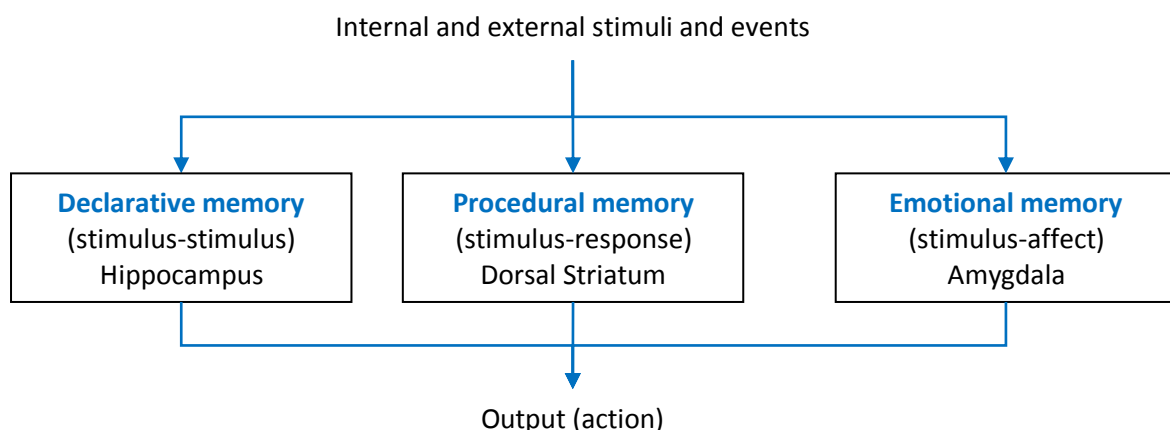 Internal and external stimuli and events
Declarative memory
(stimulus-stimulus)
Hippocampus
Procedural memory
(stimulus-response)
Dorsal Striatum
Emotional memory
(stimulus-affect)
Amygdala
Output (action)